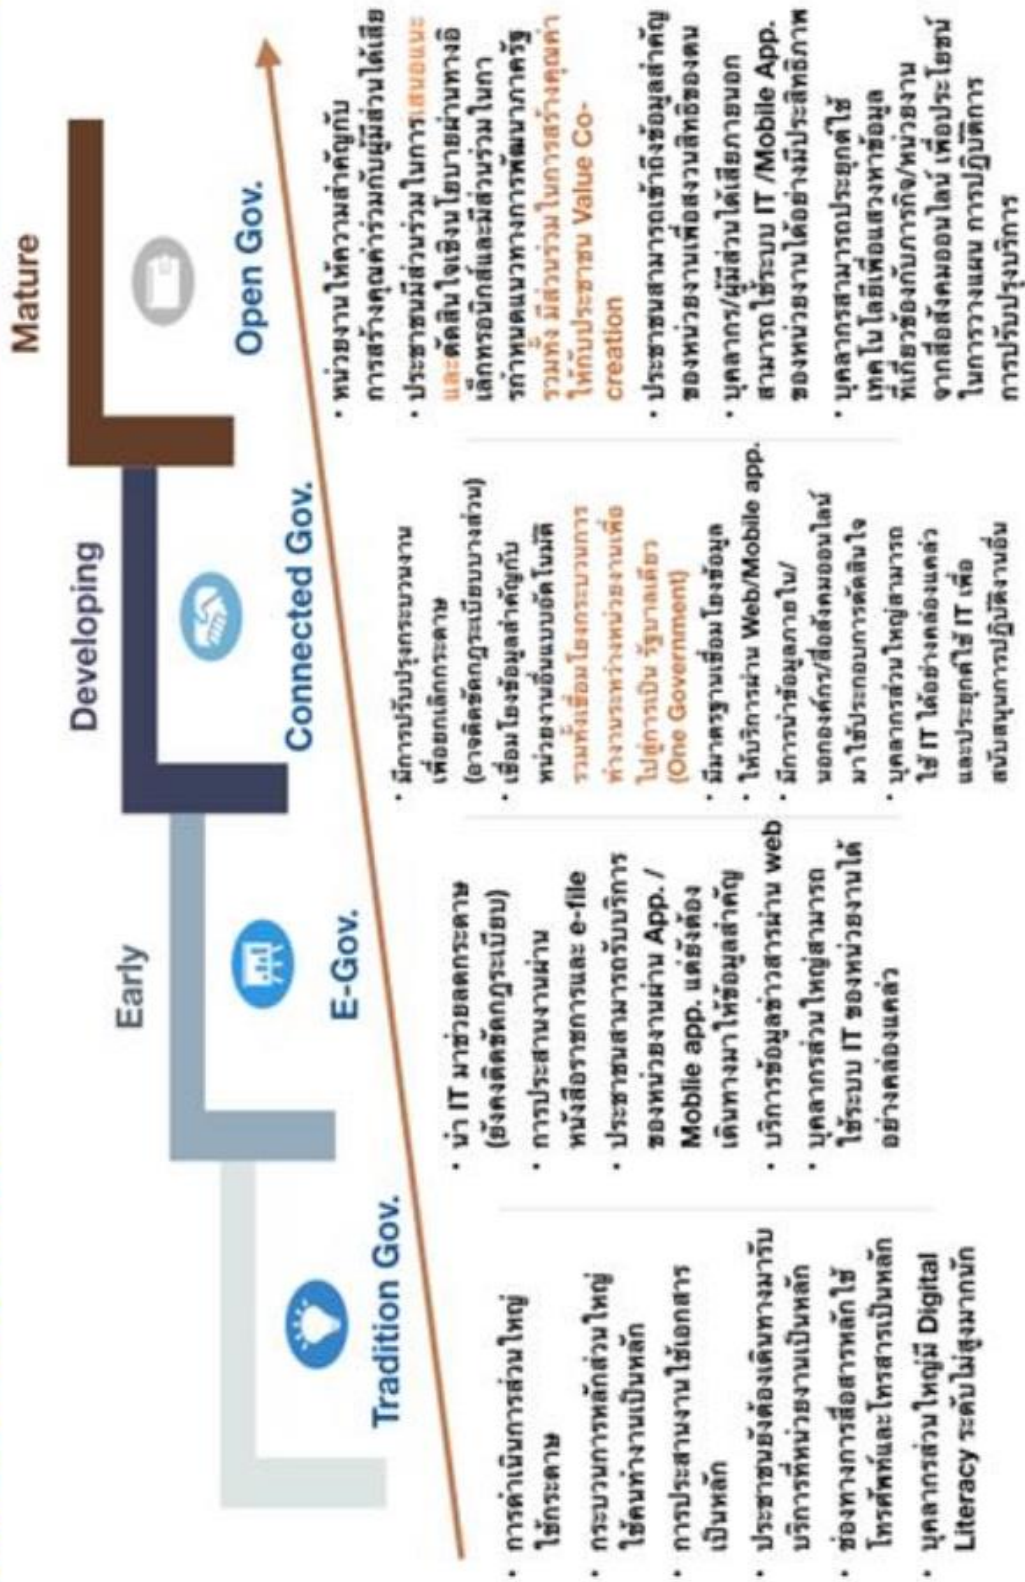 Mature
Developing
Early
Open Gov.
Connected Gov.
E-Gov.
Tradition Gov.
• การดำเนินการส่วนใหญ่
ใช้กระดาษ
• กระบวนการหลักส่วนใหญ่
ใช้คนทำงานเป็นหลัก
• การประสานงานใช้เอกสาร
เป็นหลัก
• ประชาชนยังต้องเดินทางมารับ
บริการที่หน่วยงานเป็นหลัก
• ช่องทางการสื่อสารหลักใช้
โทรศัพท์และโทรสารเป็นหลัก
• บุคลากรส่วนใหญ่มี Digital
Literacy ระดับไม่สูงมากนัก
• นำ IT มาช่วยลดกระดาษ
(ยังคงติดขัดกฎระเบียบ)
• การประสานงานผ่าน
หนังสือราชการและ e-file
• ประชาชนสามารถรับบริการ
ของหน่วยงานผ่าน App. /
Moblie app. แต่ยังต้อง
เดินทางมาให้ข้อมูลสำคัญ
• บริการข้อมูลข่าวสารผ่าน web
• บุคลากรส่วนใหญ่สามารถ
ใช้ระบบ IT ของหน่วยงานได้
อย่างคล่องแคล่ว
• มีการปรับปรุงกระบวนงาน
เพื่อยกเลิกกระดาษ
(อาจติดขัดกฎระเบียบบางส่วน)
• เชื่อมโยงข้อมูลสำคัญกับ
หน่วยงานอื่นแบบอัตโนมัติ
รวมทั้งเชื่อมโยงกระบวนการ
ทำงานระหว่างหน่วยงานเพื่อ
ไปสู่การเป็น รัฐบาลเดียว
(One Government)
• มีมาตรฐานเชื่อมโยงข้อมูล
• ให้บริการผ่าน Web/Mobile app.
• มีการนำข้อมูลภายใน/
นอกองค์กร/สื่อสังคมออนไลน์
มาใช้ประกอบการตัดสินใจ
• บุคลากรส่วนใหญ่สามารถ
ใช้ IT ได้อย่างคล่องแคล่ว
และประยุกต์ใช้ IT เพื่อ
สนับสนุนการปฏิบัติงานอื่น
• หน่วยงานให้ความสำคัญกับ
การสร้างคุณค่าร่วมกับผู้มีส่วนได้เสีย
• ประชาชนมีส่วนร่วมในการเสนอแนะ
และตัดสินใจเชิงนโยบายผ่านทางอิ
เล็กทรอนิกส์และมีส่วนร่วมในกา
รกำหนดแนวทางการพัฒนาภาครัฐ
รวมทั้ง มีส่วนร่วมในการสร้างคุณค่า
ให้กับประชาชน Value Co-
creation
• ประชาชนสามารถเข้าถึงข้อมูลสำคัญ
ของหน่วยงานเพื่อสงวนสิทธิของตน
• บุคลากร/ผู้มีส่วนได้เสียภายนอก
สามารถใช้ระบบ IT /Mobile App.
ของหน่วยงานได้อย่างมีประสิทธิภาพ
• บุคลากรสามารถประยุกต์ใช้
เทคโนโลยีเพื่อแสวงหาข้อมูล
ที่เกี่ยวข้องกับภารกิจ/หน่วยงาน
จากสื่อสังคมออนไลน์ เพื่อประโยชน์
ในการวางแผน การปฏิบัติการ
การปรับปรุงบริการ